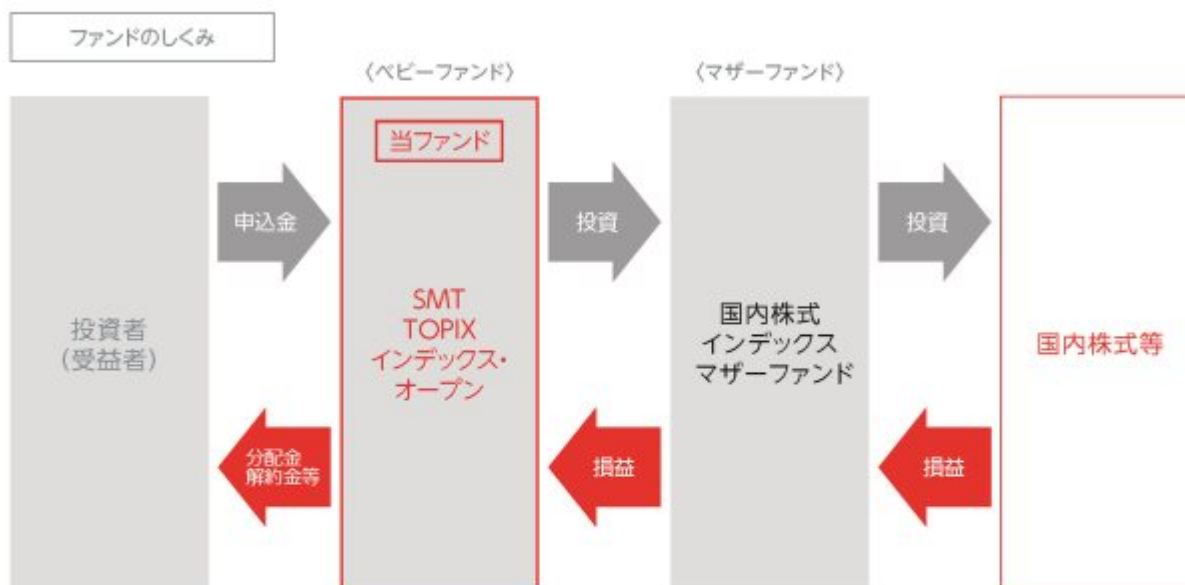 ファンドのしくみ
〈ベビーファンド〉
〈マザーファンド〉
当ファンド
申込金
投資
投資
投資者
(受益者)
SMT
TOPIX
インデックス・
オープン
国内株式
インデックス
マザーファンド
国内株式等
分配金
解約金等
損益
損益